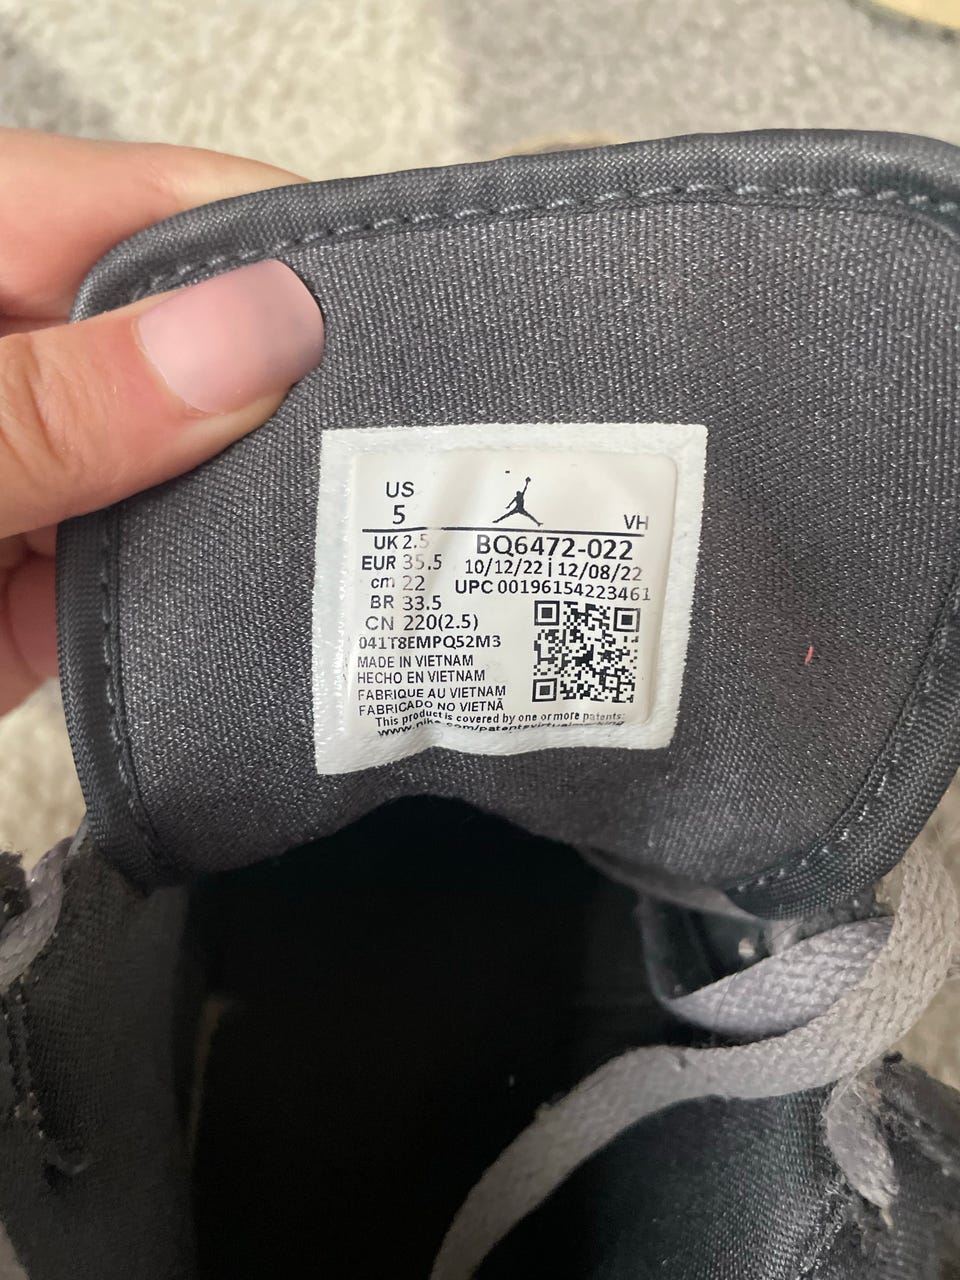 US
5
VH
UK 2.5
BQ6472-022
EUR 35.5
10/12/22 | 12/08/22
cm 22
UPC 00196154223461
BR 33.5
CN 220(2.5)
041T8EMPQ52M3
MADE IN VIETNAM
HECHO EN VIETNAM
FABRIQUE AU VIETNAM
FABRICADO NO VIETNÃ
This product is covered by one or more patents: